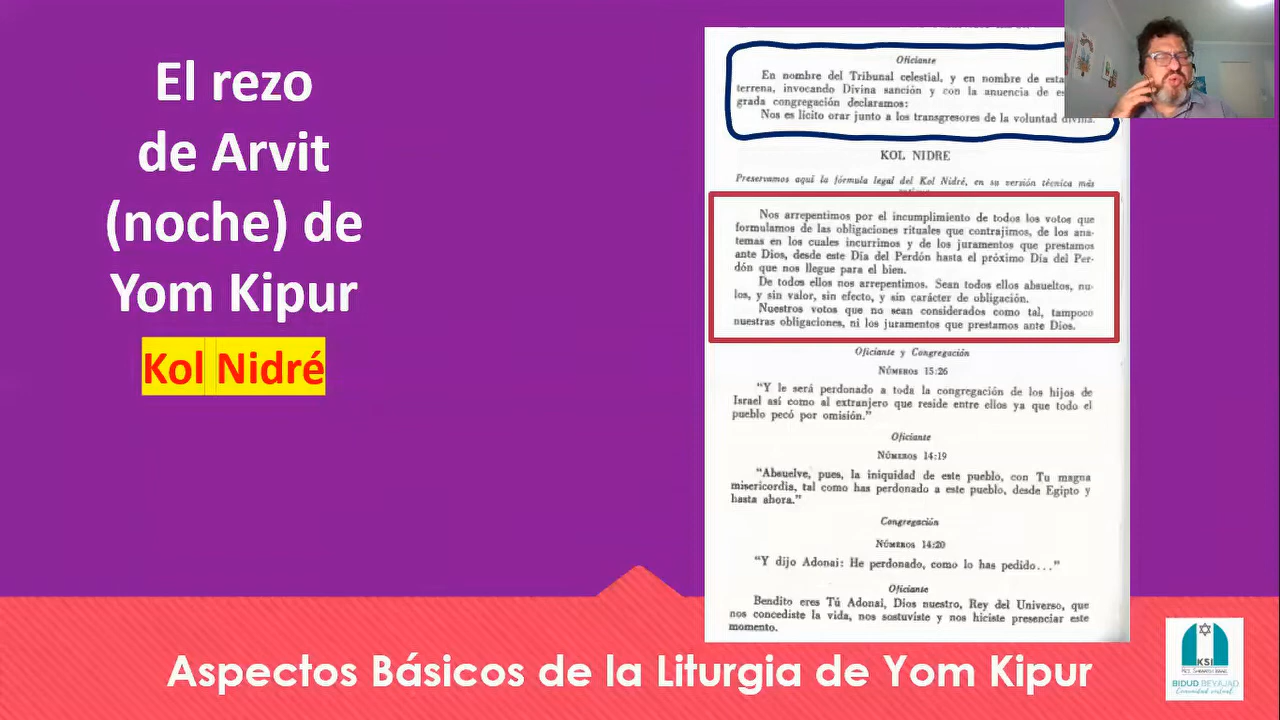 El rezo
de Arvit
(noche) de
Yom Kipur
Kol Nidré
Oficiante
En nombre del Tribunal celestial, y en nombre de esta
terrena, invocando Divina sanción y con la anuencia de
grada congregación declaramos:
Nos es lícito orar junto a los transgresores de la voluntad divina.
KOL NIDRE
Preservamos aquí la fórmula legal del Kol Nidré, en su versión técnica más
Nos arrepentimos por el incumplimiento de todos los votos que
formulamos de las obligaciones rituales que contrajimos, de los ana-
temas en los cuales incurrimos y de los juramentos que prestamos
ante Dios, desde este Día del Perdón hasta el próximo Día del Per-
dón que nos llegue para el bien.
De todos ellos nos arrepentimos. Sean todos ellos absueltos, nu-
los, y sin valor, sin efecto, y sin carácter de obligación.
Nuestros votos que no sean considerados como tal, tampoco
nuestras obligaciones, ni los juramentos que prestamos ante Dios.
Oficiante y Congregación
NÚMEROS 15:26
"Y le será perdonado a toda la congregación de los hijos de
Israel así como al extranjero que reside entre ellos ya que todo el
pueblo pecó por omisión."
Oficiante
NÚMEROS 14:19
"Absuelve, pues, la iniquidad de este pueblo, con Tu magna
misericordia, tal como has perdonado a este pueblo, desde Egipto y
hasta ahora."
Congregación
NÚMEROS 14:20
"Y dijo Adonai: He perdonado, como lo has pedido..."
Oficiante
Bendito eres Tú Adonai, Dios nuestro, Rey del Universo, que
nos concediste la vida, nos sostuviste y nos hiciste presenciar este
momento.
Aspectos Básicos de la Liturgia de Yom Kipur
KSI
BIDUD BEYAJAD
Comunidad virtual